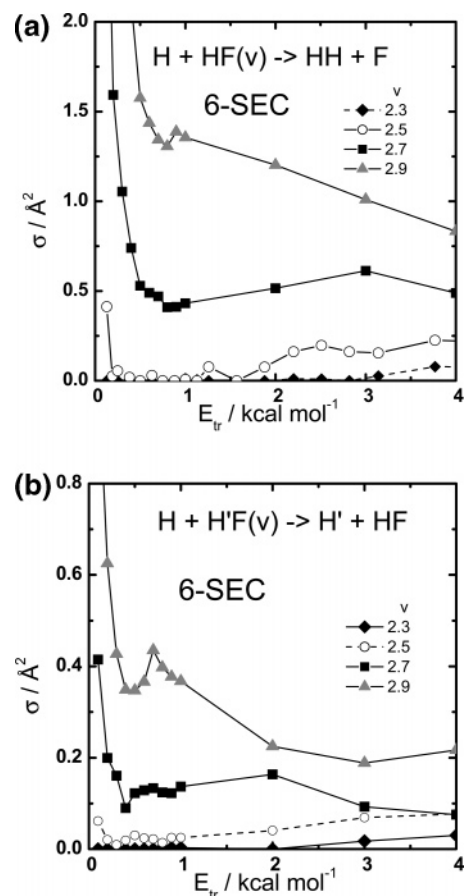 (a)
H + HF(v) -> HH + F
6-SEC
v
2.3
2.5
2.7
2.9
2.0
1.5
1.0
0.5
0.0
σ / Å²
0 1 2 3 4
E_tr / kcal mol⁻¹
(b)
H + H'F(v) -> H' + HF
6-SEC
v
2.3
2.5
2.7
2.9
0.8
0.6
0.4
0.2
0.0
σ / Å²
0 1 2 3 4
E_tr / kcal mol⁻¹